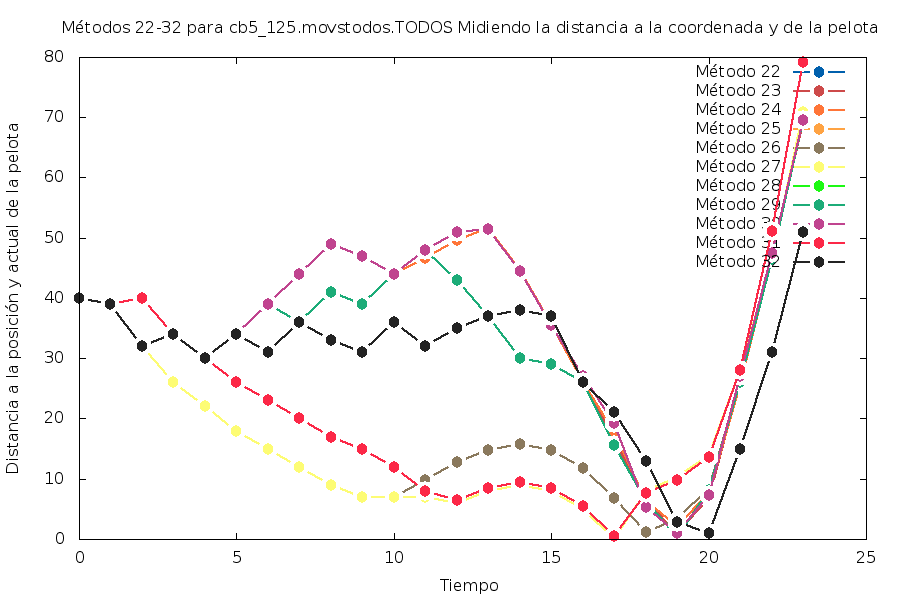 Métodos 22-32 para cb5_125.movstodos.TODOS Midiendo la distancia a la coordenada y de la pelota
80
70
60
50
40
30
20
10
0
Distancia a la posición y actual de la pelota
Método 22
Método 23
Método 24
Método 25
Método 26
Método 27
Método 28
Método 29
Método 30
Método 31
Método 32
0
5
10
15
20
25
Tiempo